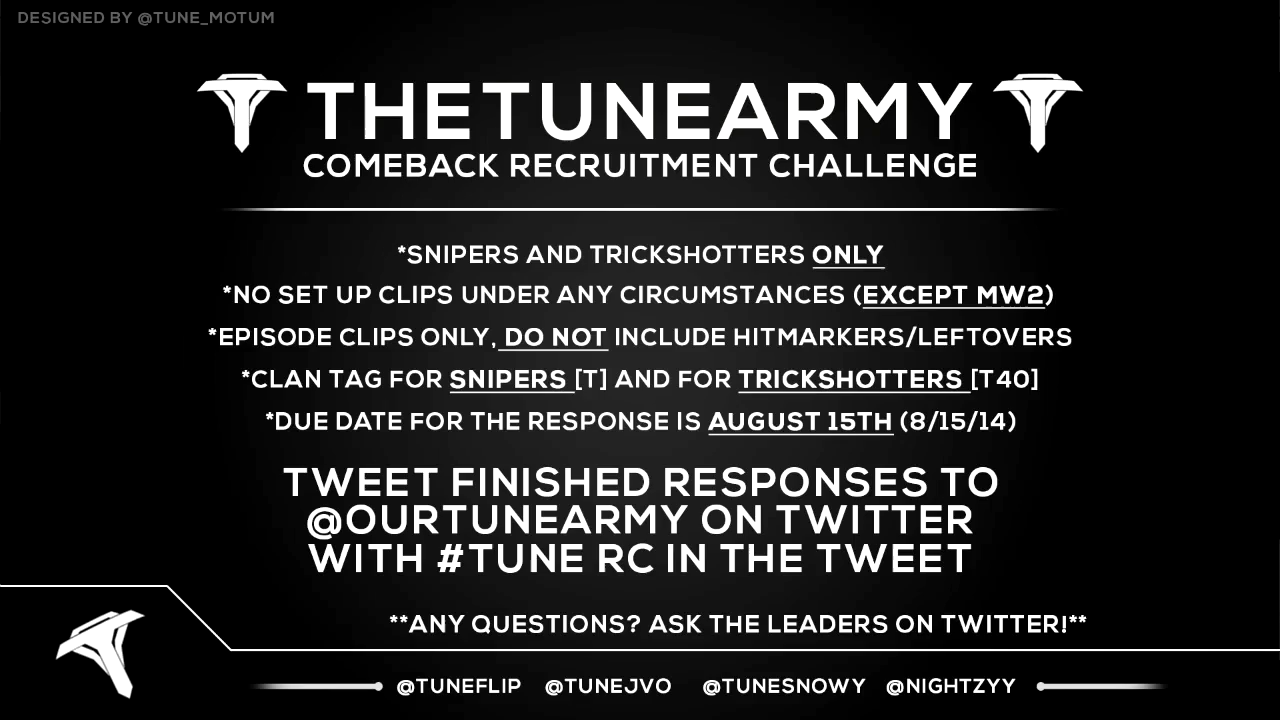 DESIGNED BY @TUNE_MOTUM
THETUNEARMY
COMEBACK RECRUITMENT CHALLENGE
*SNIPERS AND TRICKSHOTTERS ONLY
*NO SET UP CLIPS UNDER ANY CIRCUMSTANCES (EXCEPT MW2)
*EPISODE CLIPS ONLY, DO NOT INCLUDE HITMARKERS/LEFTOVERS
*CLAN TAG FOR SNIPERS [T] AND FOR TRICKSHOTTERS [T40]
*DUE DATE FOR THE RESPONSE IS AUGUST 15TH (8/15/14)
TWEET FINISHED RESPONSES TO
@OURTUNEARMY ON TWITTER
WITH #TUNE RC IN THE TWEET
**ANY QUESTIONS? ASK THE LEADERS ON TWITTER!**
@TUNEFLIP @TUNEJVO @TUNESNOWY @NIGHTZYY